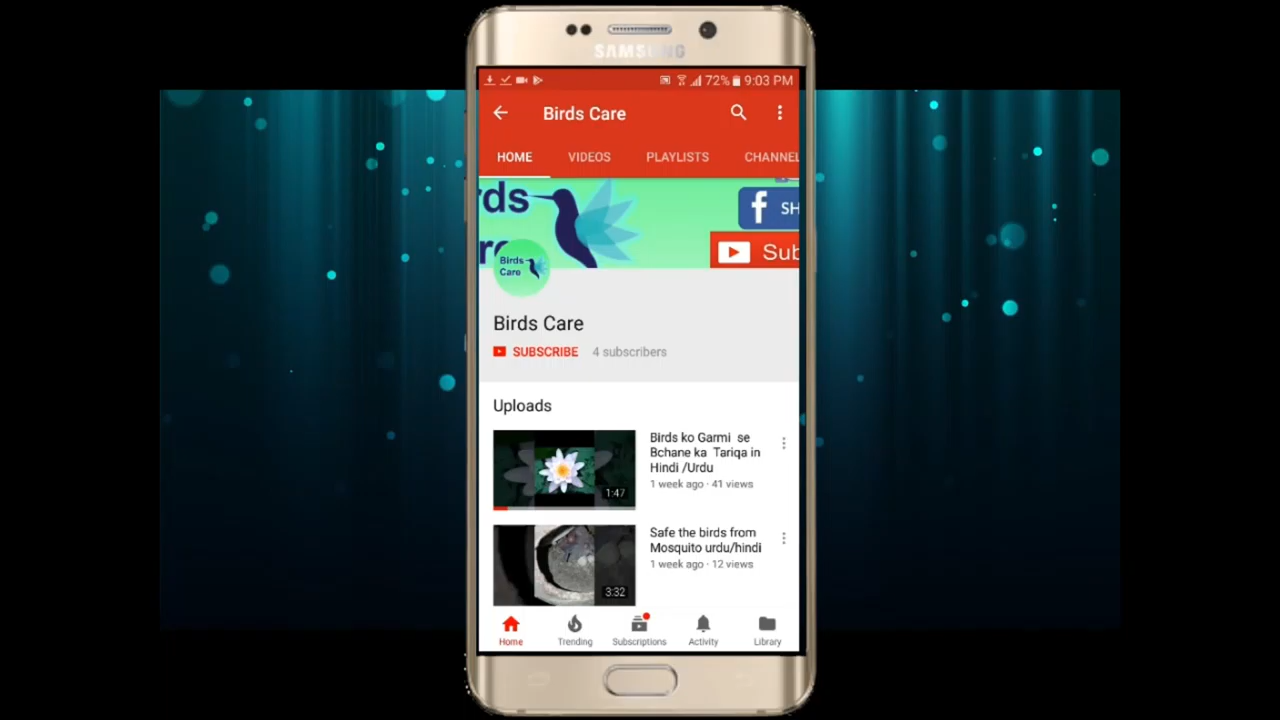 SAMSUNG
72% 9:03 PM
Birds Care
HOME VIDEOS PLAYLISTS CHANNEL
rds
re
SH
Sub
Birds
Care
Birds Care
SUBSCRIBE 4 subscribers
Uploads
Birds ko Garmi se
Bchane ka Tariqa in
Hindi /Urdu
1 week ago · 41 views
1:47
Safe the birds from
Mosquito urdu/hindi
1 week ago · 12 views
3:32
Home Trending Subscriptions Activity Library